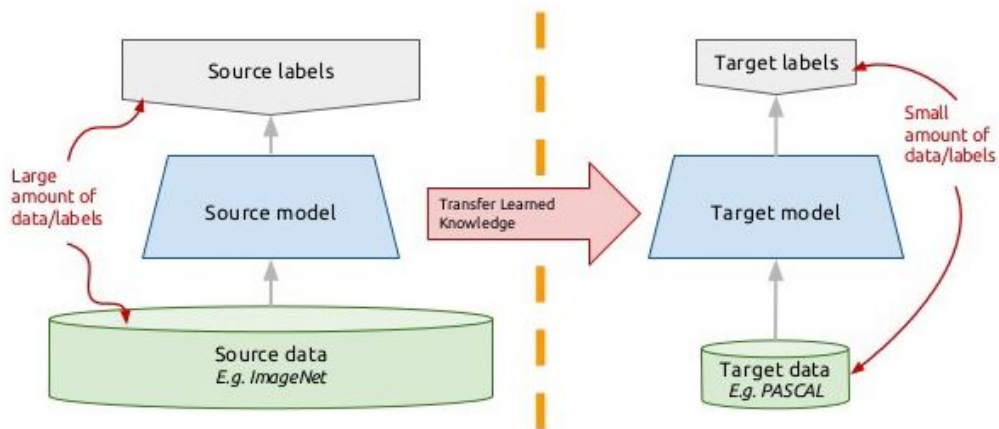 Source labels
Large
amount of
data/labels
Source model
Source data
E.g. ImageNet
Transfer Learned
Knowledge
Target labels
Small
amount of
data/labels
Target model
Target data
E.g. PASCAL